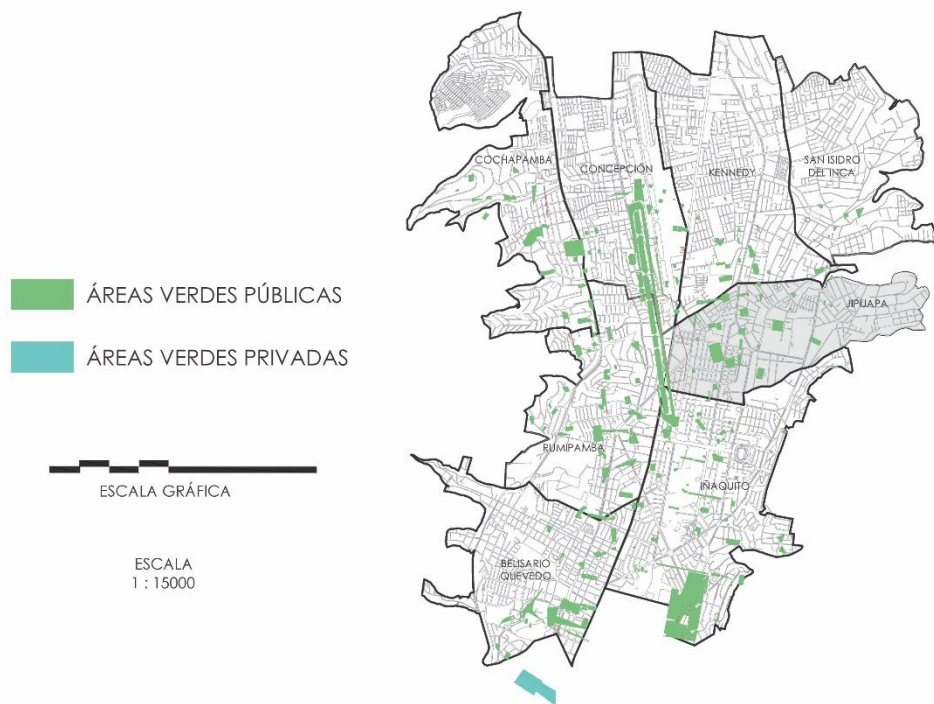 COCHAPAMBA
CONCEPCIÓN
KENNEDY
SAN ISIDRO
DEL INCA
ÁREAS VERDES PÚBLICAS
ÁREAS VERDES PRIVADAS
JIPIJAPA
RUMIPAMBA
IÑAQUITO
ESCALA GRÁFICA
ESCALA
1 : 15000
BELISARIO
QUEVEDO